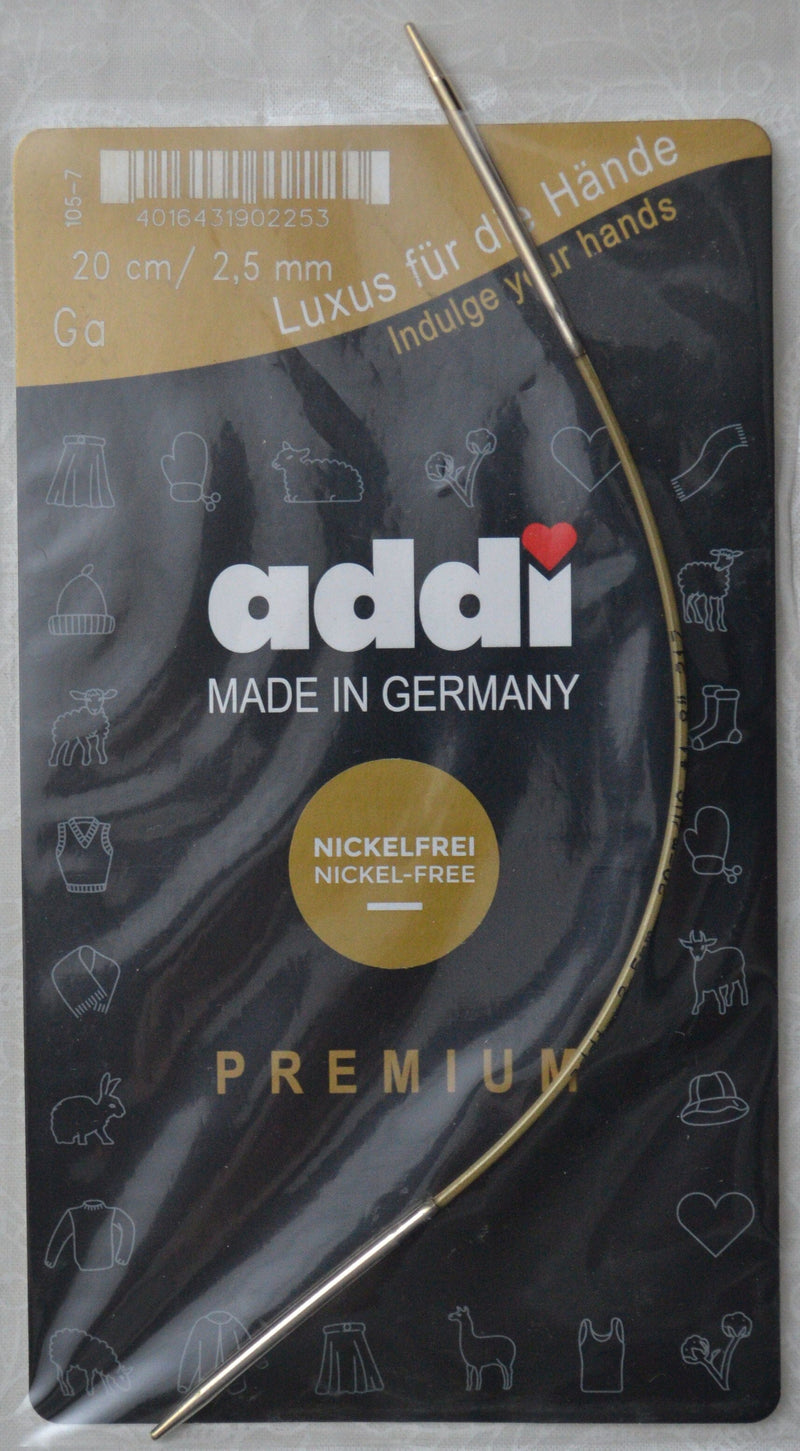 105-7
4016431902253
20 cm/ 2,5 mm
Ga
Luxus für die Hände
Indulge your hands
addi
MADE IN GERMANY
NICKELFREI
NICKEL-FREE
PREMIUM